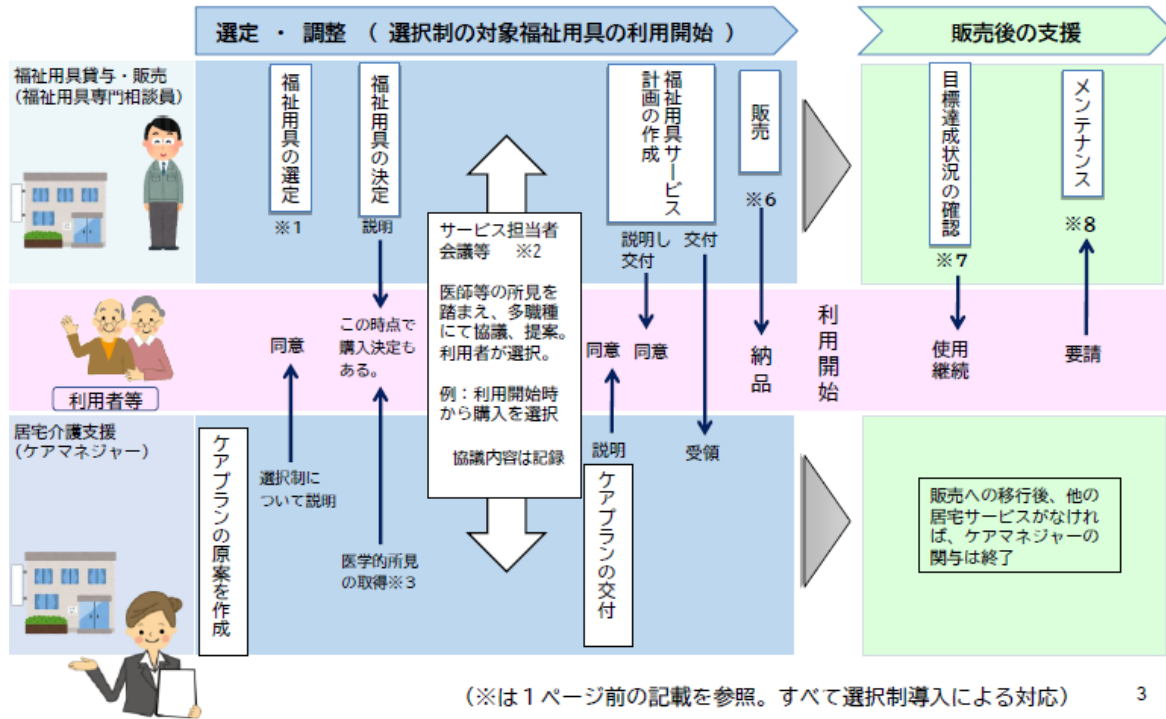 選定 ・ 調整 （ 選択制の対象福祉用具の利用開始 ）
販売後の支援
福祉用具貸与・販売
（福祉用具専門相談員）
福祉用具の選定
※1
福祉用具の決定
説明
サービス担当者
会議等　※2
医師等の所見を
踏まえ、多職種
にて協議、提案。
利用者が選択。
例：利用開始時
から購入を選択
協議内容は記録
福祉用具サービス
計画の作成
説明し
交付
交付
販売
※6
目標達成状況の確認
※7
メンテナンス
※8
利用者等
同意
この時点で
購入決定も
ある。
同意
同意
納品
利用開始
使用
継続
要請
居宅介護支援
（ケアマネジャー）
ケアプランの原案を作成
選択制に
ついて説明
医学的所見
の取得※3
説明
ケアプランの交付
受領
販売への移行後、他の
居宅サービスがなけれ
ば、ケアマネジャーの
関与は終了
（※は１ページ前の記載を参照。すべて選択制導入による対応）
3